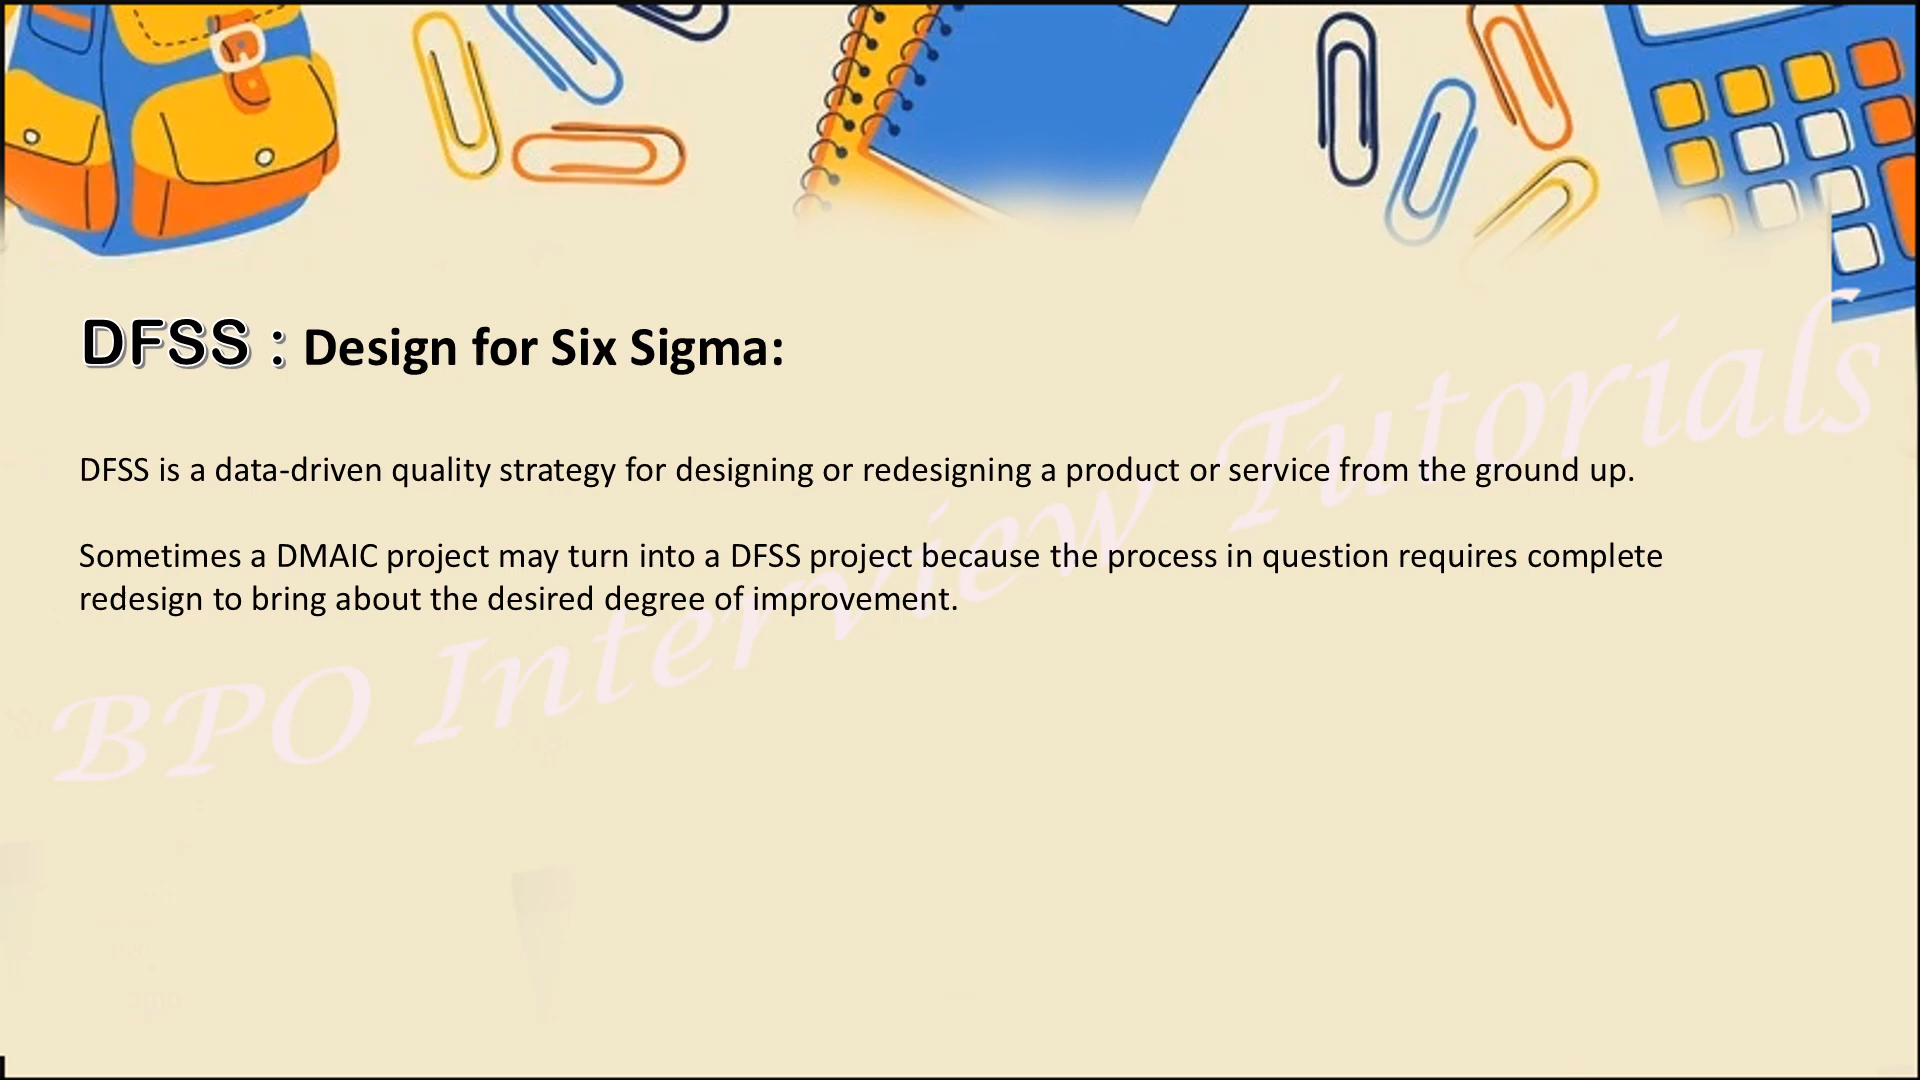 DFSS : Design for Six Sigma:
DFSS is a data-driven quality strategy for designing or redesigning a product or service from the ground up.
Sometimes a DMAIC project may turn into a DFSS project because the process in question requires complete
redesign to bring about the desired degree of improvement.
BPO Interview Tutorials